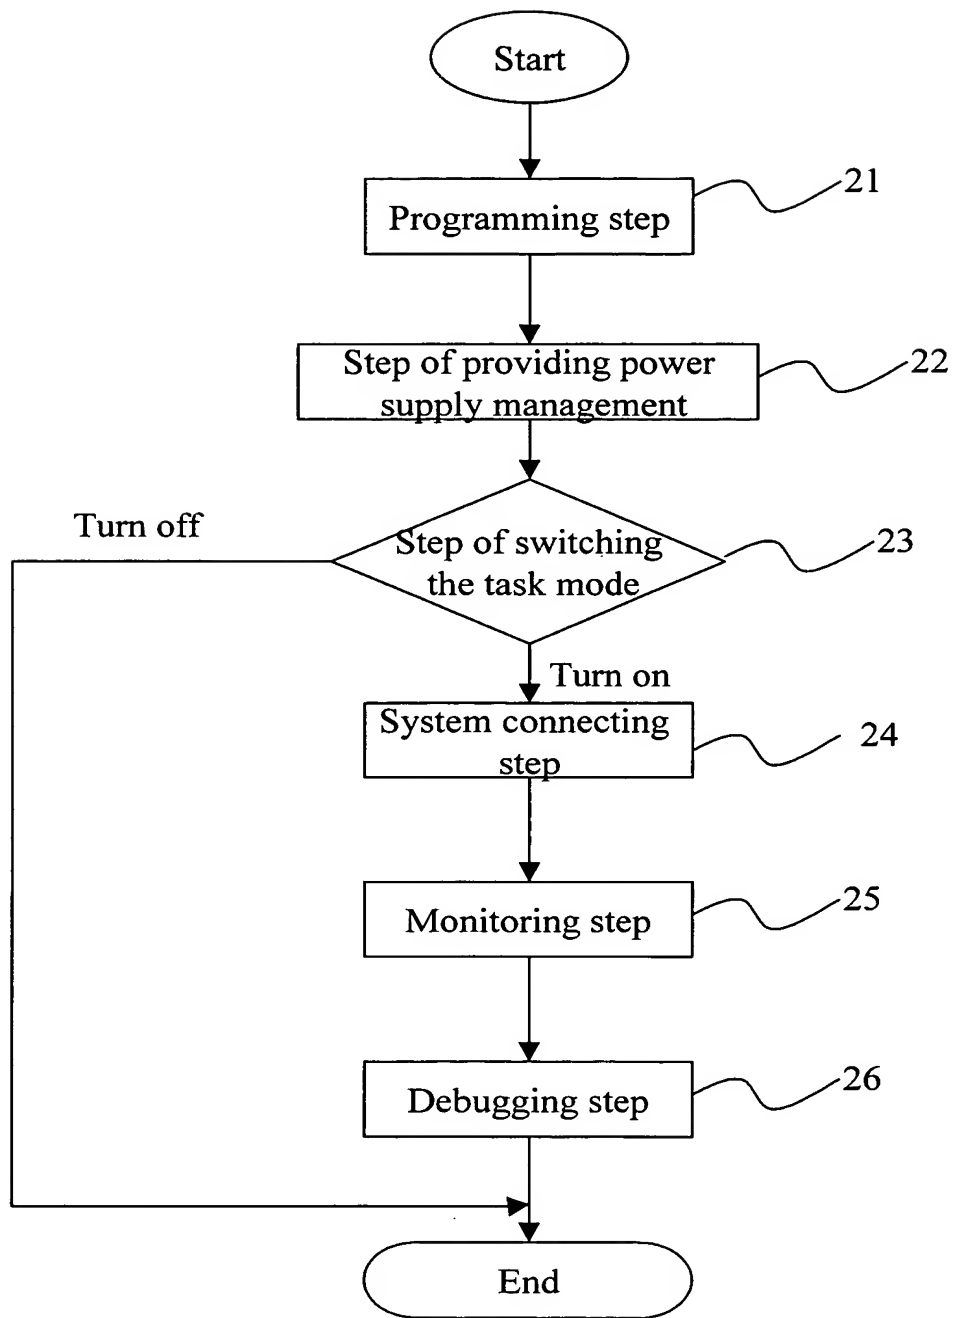 Start
21
Programming step
22
Step of providing power
supply management
Turn off
23
Step of switching
the task mode
Turn on
System connecting
step
24
25
Monitoring step
26
Debugging step
End